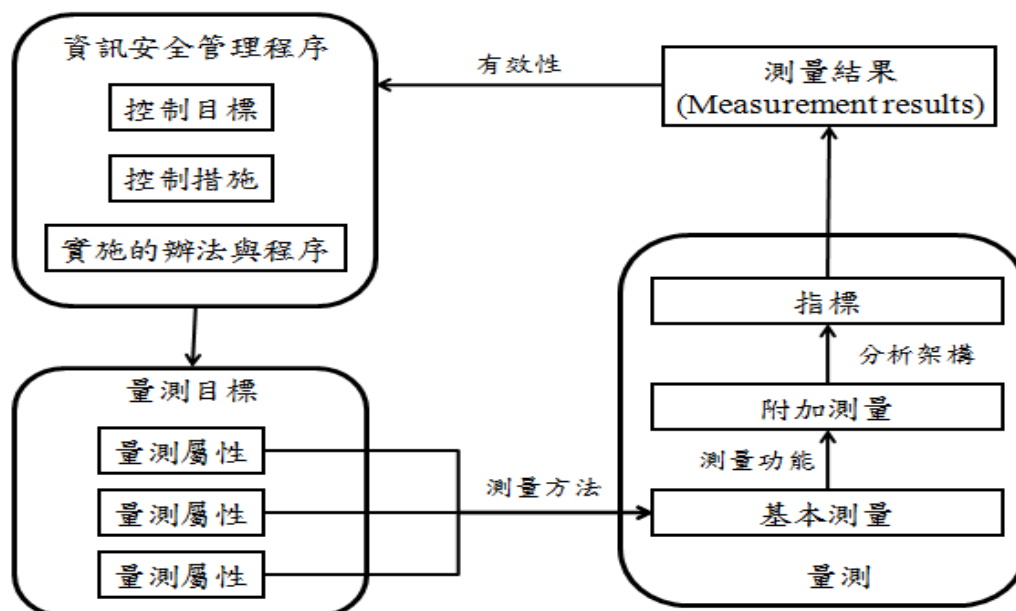 資訊安全管理程序
控制目標
控制措施
實施的辦法與程序
有效性
測量結果
(Measurement results)
量測目標
量測屬性
量測屬性
量測屬性
測量方法
指標
分析架構
附加測量
測量功能
基本測量
量測